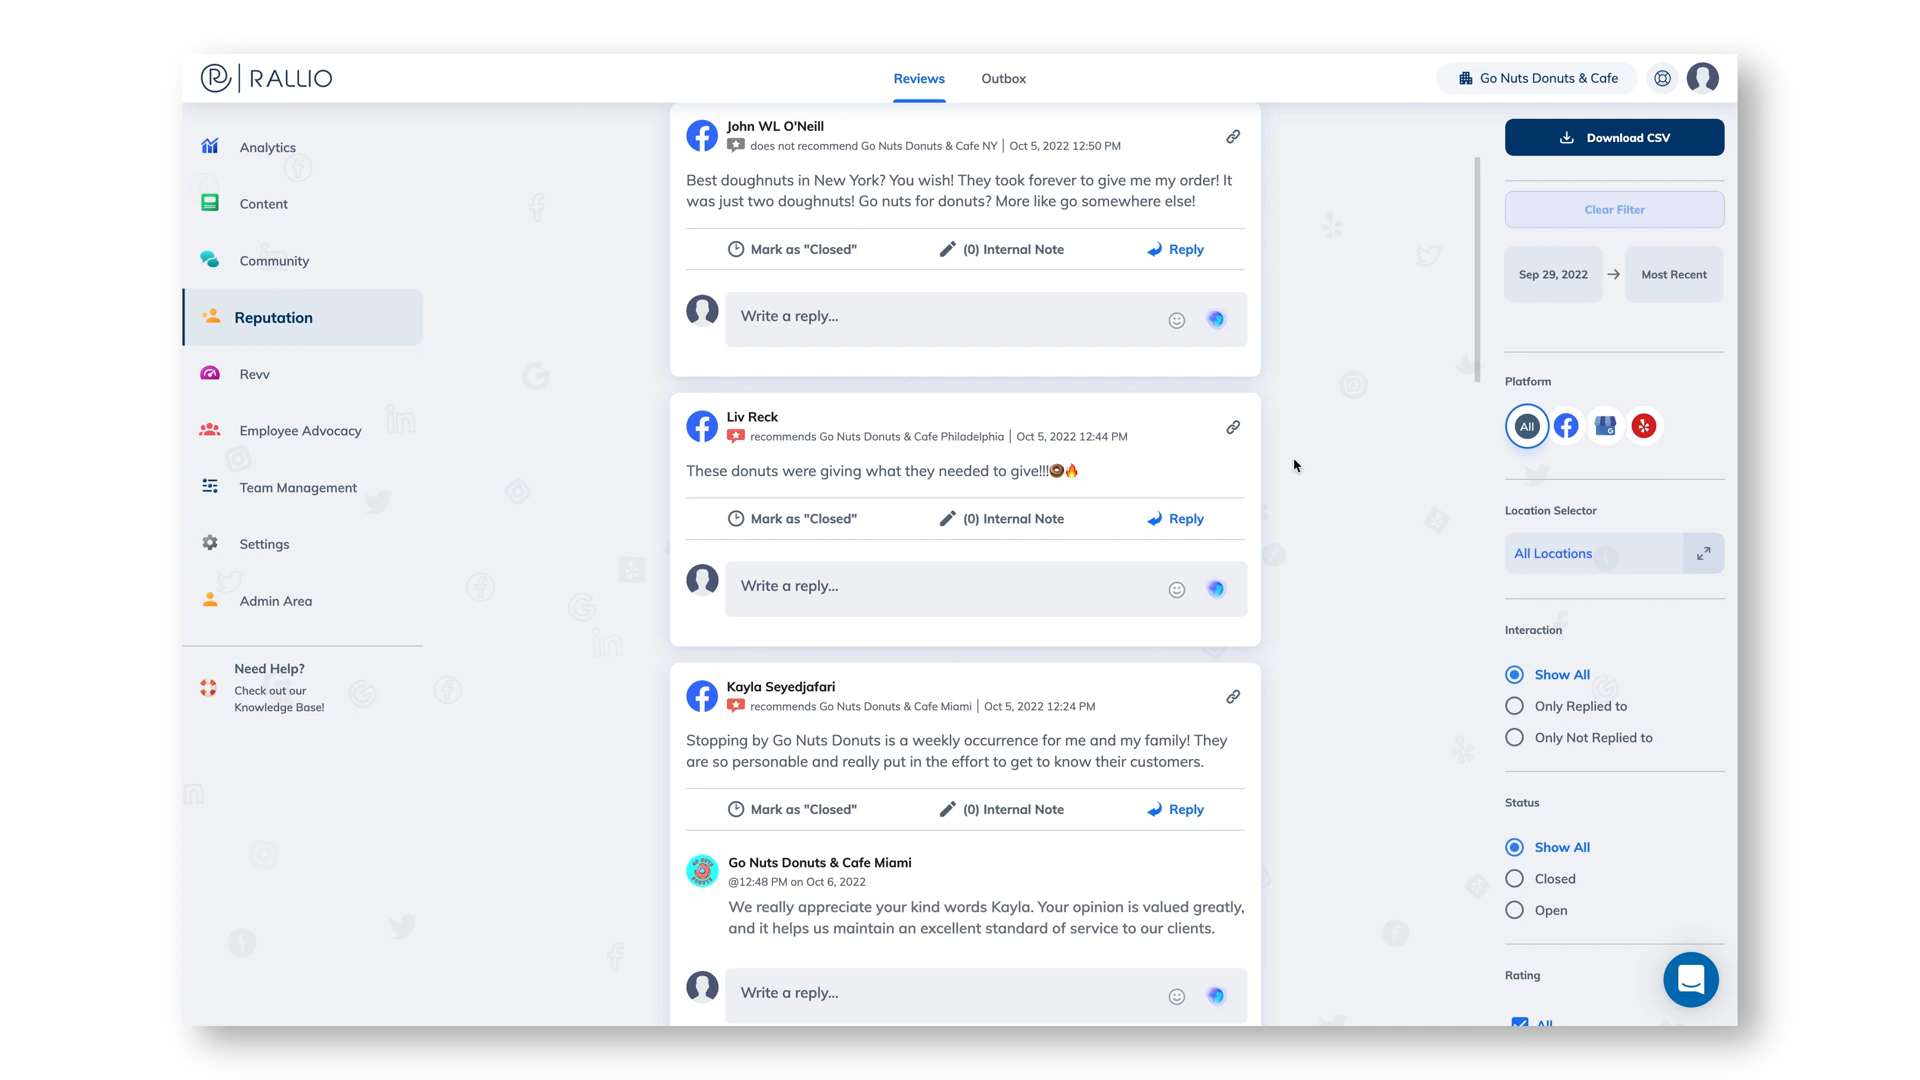 RALLIO
Reviews
Outbox
Go Nuts Donuts & Cafe
Analytics
Content
Community
Reputation
Revv
Employee Advocacy
Team Management
Settings
Admin Area
Need Help?
Check out our
Knowledge Base!
John WL O'Neill
does not recommend Go Nuts Donuts & Cafe NY | Oct 5, 2022 12:50 PM
Best doughnuts in New York? You wish! They took forever to give me my order! It
was just two doughnuts! Go nuts for donuts? More like go somewhere else!
Mark as "Closed"
(0) Internal Note
Reply
Write a reply...
Liv Reck
recommends Go Nuts Donuts & Cafe Philadelphia | Oct 5, 2022 12:44 PM
These donuts were giving what they needed to give!!!🍩🔥
Mark as "Closed"
(0) Internal Note
Reply
Write a reply...
Kayla Seyedjafari
recommends Go Nuts Donuts & Cafe Miami | Oct 5, 2022 12:24 PM
Stopping by Go Nuts Donuts is a weekly occurrence for me and my family! They
are so personable and really put in the effort to get to know their customers.
Mark as "Closed"
(0) Internal Note
Reply
Go Nuts Donuts & Cafe Miami
@12:48 PM on Oct 6, 2022
We really appreciate your kind words Kayla. Your opinion is valued greatly,
and it helps us maintain an excellent standard of service to our clients.
Write a reply...
Download CSV
Clear Filter
Sep 29, 2022 → Most Recent
Platform
All
Location Selector
All Locations
Interaction
Show All
Only Replied to
Only Not Replied to
Status
Show All
Closed
Open
Rating
All